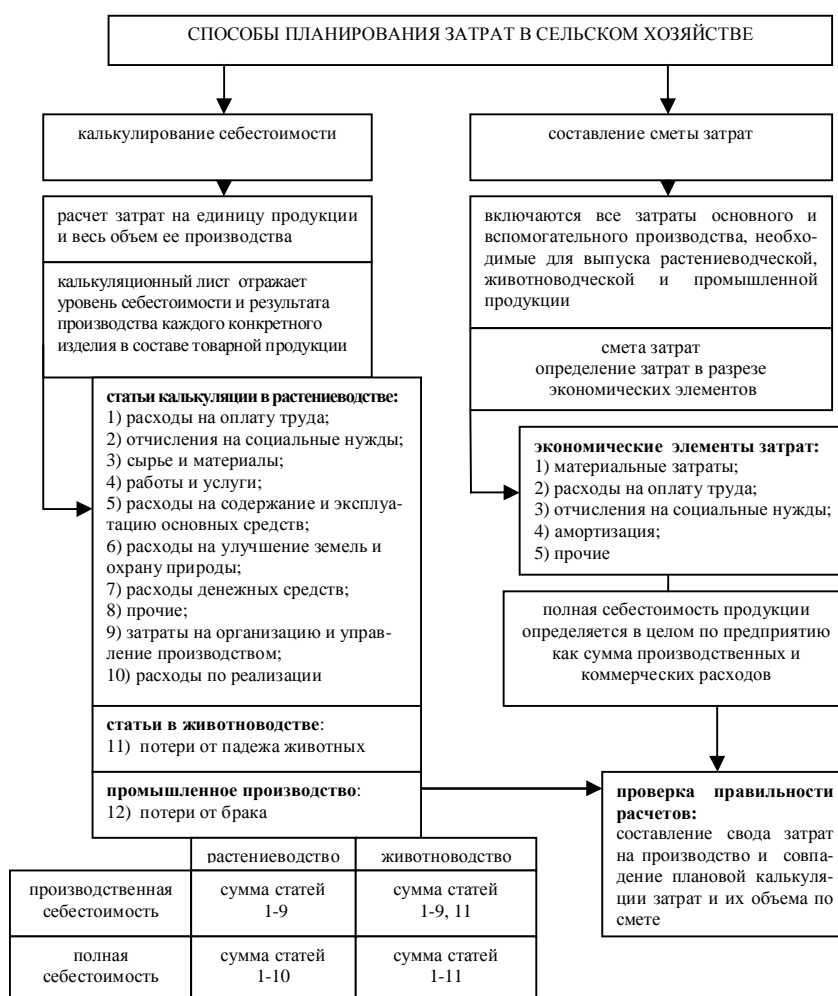 СПОСОБЫ ПЛАНИРОВАНИЯ ЗАТРАТ В СЕЛЬСКОМ ХОЗЯЙСТВЕ
калькулирование себестоимости
расчет затрат на единицу продукции
и весь объем ее производства
калькуляционный лист отражает
уровень себестоимости и результата
производства каждого конкретного
изделия в составе товарной продукции
статьи калькуляции в растениеводстве:
1) расходы на оплату труда;
2) отчисления на социальные нужды;
3) сырье и материалы;
4) работы и услуги;
5) расходы на содержание и эксплуа-
тацию основных средств;
6) расходы на улучшение земель и
охрану природы;
7) расходы денежных средств;
8) прочие;
9) затраты на организацию и управ-
ление производством;
10) расходы по реализации
статьи в животноводстве:
11) потери от падежа животных
промышленное производство:
12) потери от брака
растениеводство животноводство
производственная себестоимость сумма статей 1-9 сумма статей 1-9, 11
полная себестоимость сумма статей 1-10 сумма статей 1-11
составление сметы затрат
включаются все затраты основного и
вспомогательного производства, необхо-
димые для выпуска растениеводческой,
животноводческой и промышленной
продукции
смета затрат
определение затрат в разрезе
экономических элементов
экономические элементы затрат:
1) материальные затраты;
2) расходы на оплату труда;
3) отчисления на социальные нужды;
4) амортизация;
5) прочие
полная себестоимость продукции
определяется в целом по предприятию
как сумма производственных и
коммерческих расходов
проверка правильности
расчетов:
составление свода затрат
на производство и совпа-
дение плановой калькуля-
ции затрат и их объема по
смете